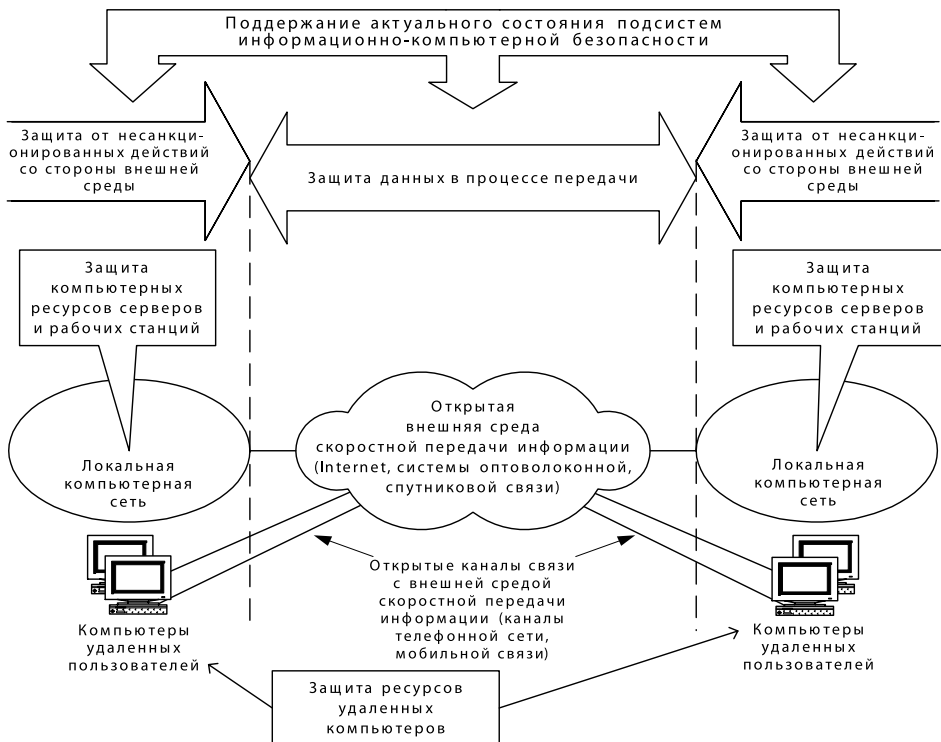 Поддержание актуального состояния подсистем
информационно-компьютерной безопасности
Защита от несанкци-
онированных действий
со стороны внешней
среды
Защита данных в процессе передачи
Защита от несанкци-
онированных действий
со стороны внешней
среды
Защита
компьютерных
ресурсов серверов
и рабочих станций
Защита
компьютерных
ресурсов серверов
и рабочих станций
Локальная
компьютерная
сеть
Открытая
внешняя среда
скоростной передачи информации
(Internet, системы оптоволоконной,
спутниковой связи)
Локальная
компьютерная
сеть
Открытые каналы связи
с внешней средой
скоростной передачи
информации (каналы
телефонной сети,
мобильной связи)
Компьютеры
удаленных
пользователей
Компьютеры
удаленных
пользователей
Защита ресурсов
удаленных
компьютеров